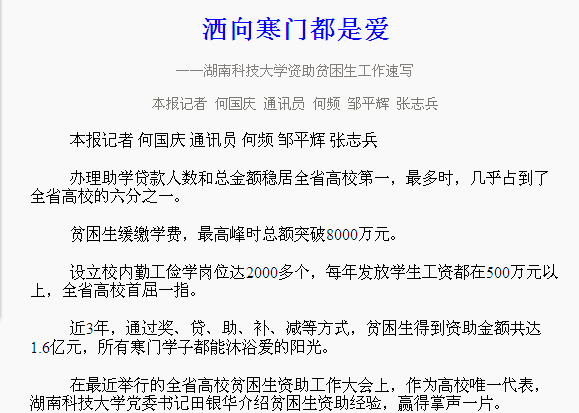 洒向寒门都是爱
——湖南科技大学资助贫困生工作速写
本报记者 何国庆 通讯员 何频 邹平辉 张志兵
本报记者 何国庆 通讯员 何频 邹平辉 张志兵
办理助学贷款人数和总金额稳居全省高校第一，最多时，几乎占到了
全省高校的六分之一。
贫困生缓缴学费，最高峰时总额突破8000万元。
设立校内勤工俭学岗位达2000多个，每年发放学生工资都在500万元以
上，全省高校首屈一指。
近3年，通过奖、贷、助、补、减等方式，贫困生得到资助金额共达
1.6亿元，所有寒门学子都能沐浴爱的阳光。
在最近举行的全省高校贫困生资助工作大会上，作为高校唯一代表，
湖南科技大学党委书记田银华介绍贫困生资助经验，赢得掌声一片。